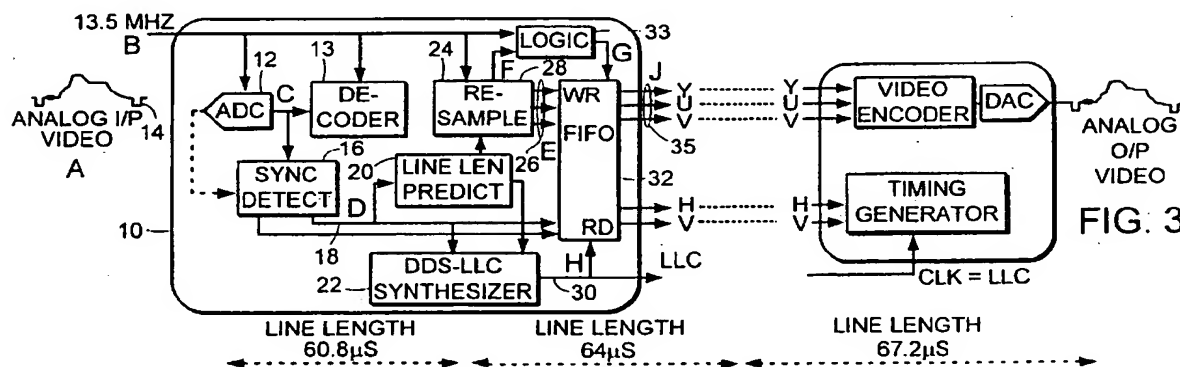 13.5 MHZ
B
12
13
24
F
LOGIC
33
28
G
J
C
ADC
DE-
CODER
RE-
SAMPLE
WR
FIFO
Y
U
V
Y
U
V
VIDEO
ENCODER
DAC
ANALOG I/P
VIDEO
A
14
16
20
26
E
35
ANALOG
O/P
VIDEO
SYNC
DETECT
LINE LEN
PREDICT
32
D
H
V
H
V
TIMING
GENERATOR
FIG. 3
10
18
RD
22
DDS-LLC
SYNTHESIZER
H
30
LLC
CLK = LLC
LINE LENGTH
60.8µS
LINE LENGTH
64µS
LINE LENGTH
67.2µS